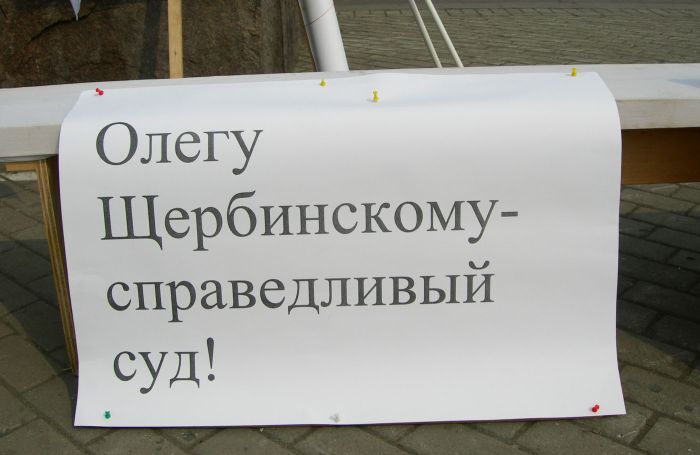 Олегу
Щербинскому-
справедливый
суд!